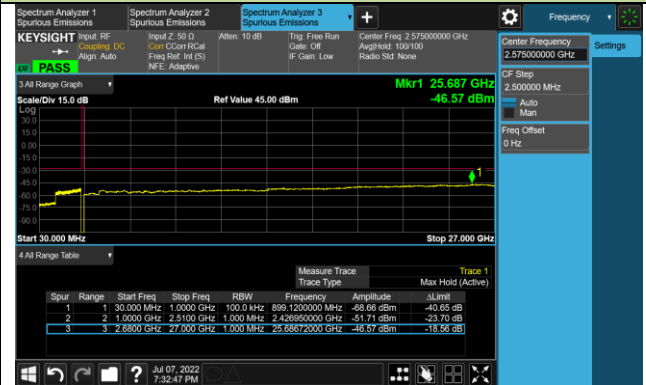 Spectrum Analyzer 1
Spurious Emissions
Spectrum Analyzer 2
Spurious Emissions
Spectrum Analyzer 3
Spurious Emissions
Frequency
KEYSIGHT
PASS
Input: RF
Coupling: DC
Align: Auto
Input Z: 50 Ω
Corr CCorr RCal
Freq Ref: Int (S)
NFE: Adaptive
Atten: 10 dB
Trig: Free Run
Gate: Off
IF Gain: Low
Center Freq: 2.575000000 GHz
Avg|Hold: 100/100
Radio Std: None
Center Frequency
2.575000000 GHz
Settings
CF Step
2.500000 MHz
Auto
Man
Freq Offset
0 Hz
3 All Range Graph
Mkr1 25.687 GHz
Scale/Div 15.0 dB
Ref Value 45.00 dBm
-46.57 dBm
Log
30.0
15.0
0.00
-15.0
-30.0
-45.0
-60.0
-75.0
-90.0
1
Start 30.000 MHz
Stop 27.000 GHz
4 All Range Table
Measure Trace Trace 1
Trace Type Max Hold (Active)
Spur Range Start Freq Stop Freq RBW Frequency Amplitude ΔLimit
1 1 30.000 MHz 1.0000 GHz 100.0 kHz 899.1200000 MHz -68.66 dBm -40.65 dB
2 2 1.0000 GHz 2.5100 GHz 1.000 MHz 2.426950000 GHz -51.71 dBm -23.70 dB
3 3 2.6800 GHz 27.000 GHz 1.000 MHz 25.68672000 GHz -46.57 dBm -18.56 dB
?
Jul 07, 2022
7:32:47 PM